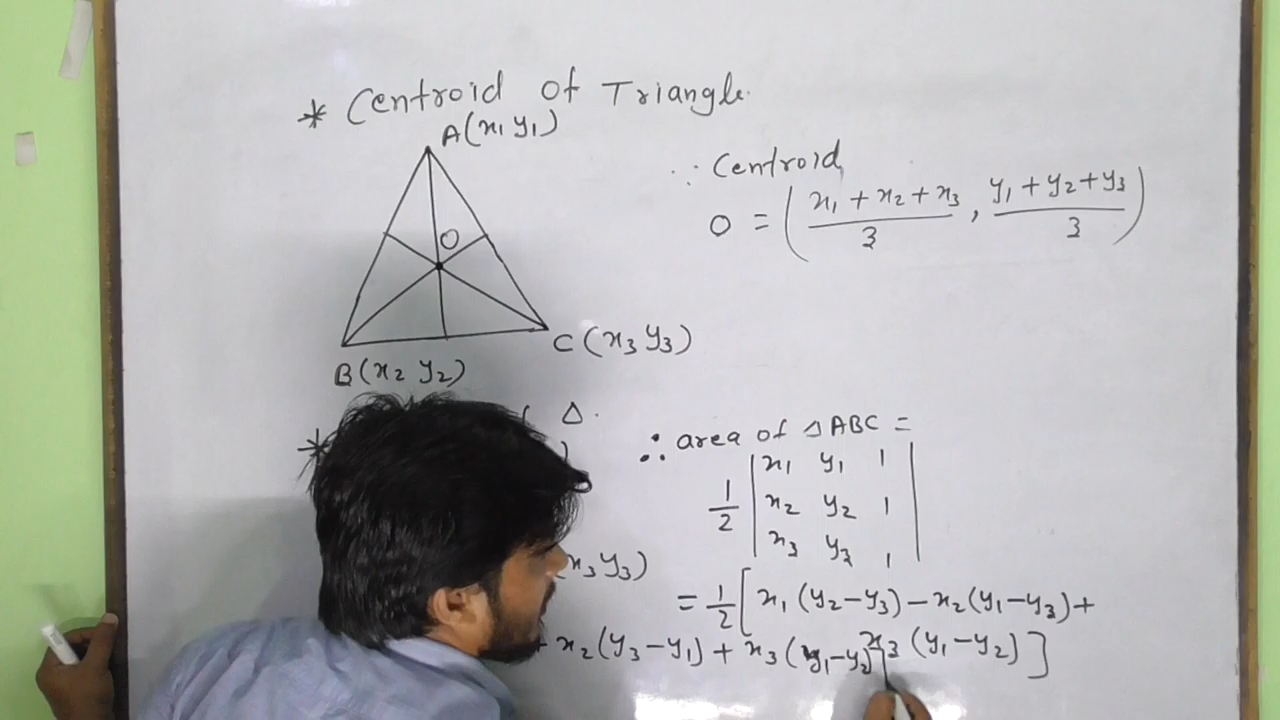 * Centroid of Triangle.
A(x₁ y₁)
O
B(x₂ y₂)
C(x₃ y₃)
∴ Centroid,
O = ( (x₁ + x₂ + x₃)/3 , (y₁ + y₂ + y₃)/3 )
* Δ.
x₃ y₃)
∴ area of ΔABC =
1/2 | x₁ y₁ 1 |
| x₂ y₂ 1 |
| x₃ y₃ 1 |
= 1/2 [ x₁ (y₂ – y₃) – x₂ (y₁ – y₃) +
+ x₂ (y₃ – y₁) + x₃ (y₁ – y₂) x₃ (y₁ – y₂) ]